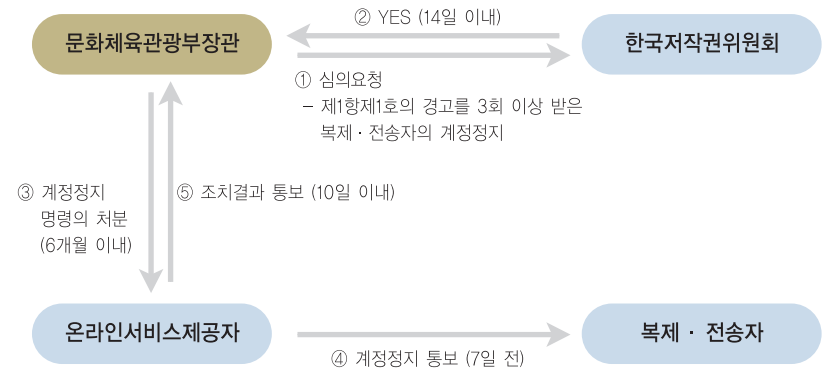 ② YES (14일 이내)
문화체육관광부장관
한국저작권위원회
① 심의요청
– 제1항제1호의 경고를 3회 이상 받은
복제·전송자의 계정정지
③ 계정정지
명령의 처분
(6개월 이내)
⑤ 조치결과 통보 (10일 이내)
온라인서비스제공자
복제 · 전송자
④ 계정정지 통보 (7일 전)